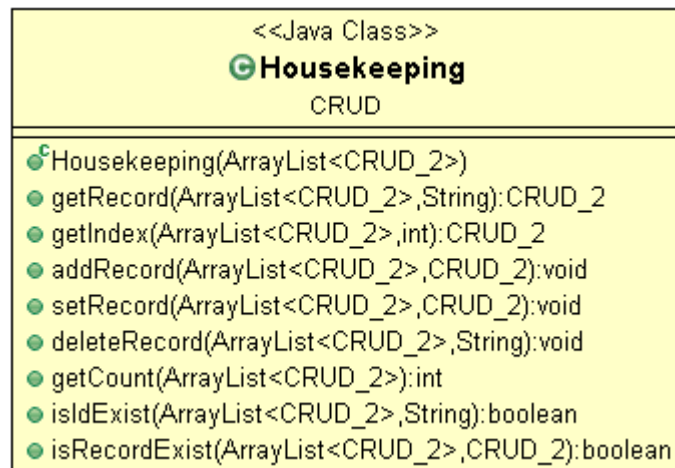 <<Java Class>>
Housekeeping
CRUD
Housekeeping(ArrayList<CRUD_2>)
getRecord(ArrayList<CRUD_2>,String):CRUD_2
getIndex(ArrayList<CRUD_2>,int):CRUD_2
addRecord(ArrayList<CRUD_2>,CRUD_2):void
setRecord(ArrayList<CRUD_2>,CRUD_2):void
deleteRecord(ArrayList<CRUD_2>,String):void
getCount(ArrayList<CRUD_2>):int
isIdExist(ArrayList<CRUD_2>,String):boolean
isRecordExist(ArrayList<CRUD_2>,CRUD_2):boolean